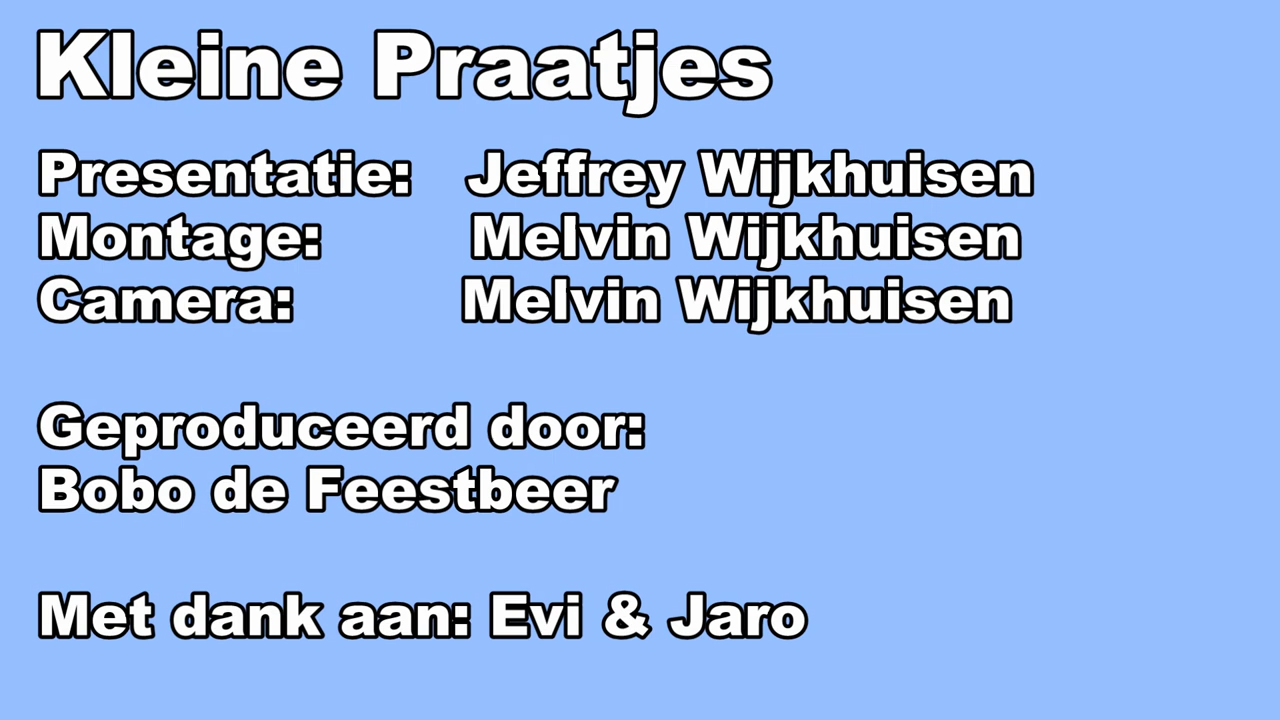 Kleine Praatjes
Presentatie: Jeffrey Wijkhuisen
Montage: Melvin Wijkhuisen
Camera: Melvin Wijkhuisen
Geproduceerd door:
Bobo de Feestbeer
Met dank aan: Evi & Jaro